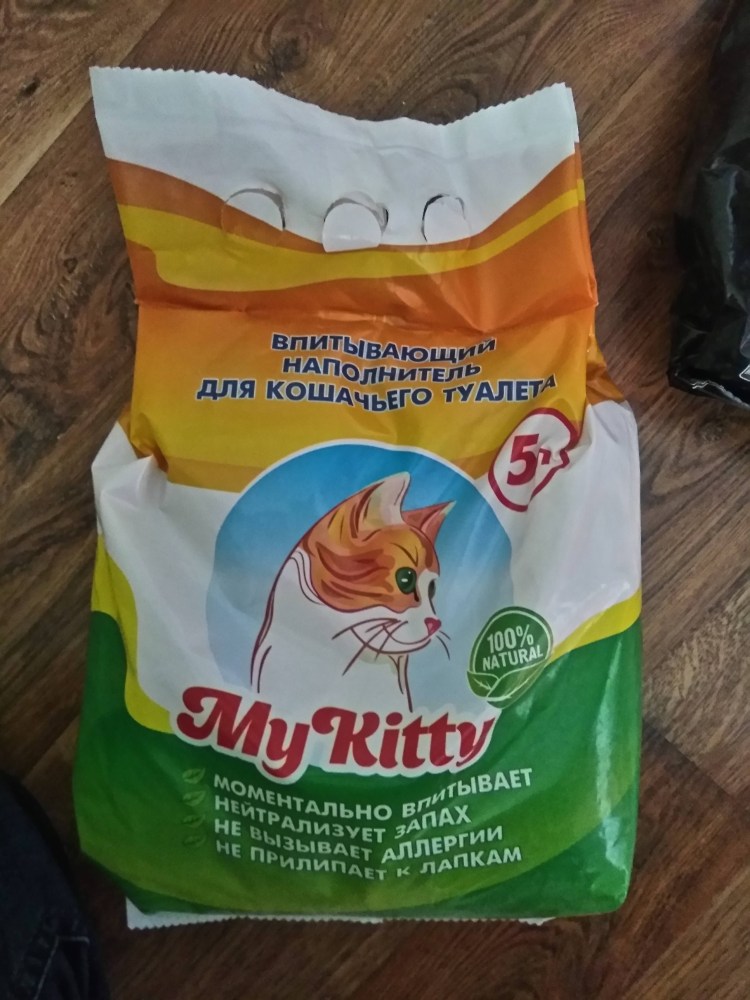 ВПИТЫВАЮЩИЙ
НАПОЛНИТЕЛЬ
ДЛЯ КОШАЧЬЕГО ТУАЛЕТА
5л
100%
NATURAL
My Kitty
МОМЕНТАЛЬНО ВПИТЫВАЕТ
НЕЙТРАЛИЗУЕТ ЗАПАХ
НЕ ВЫЗЫВАЕТ АЛЛЕРГИИ
НЕ ПРИЛИПАЕТ К ЛАПКАМ